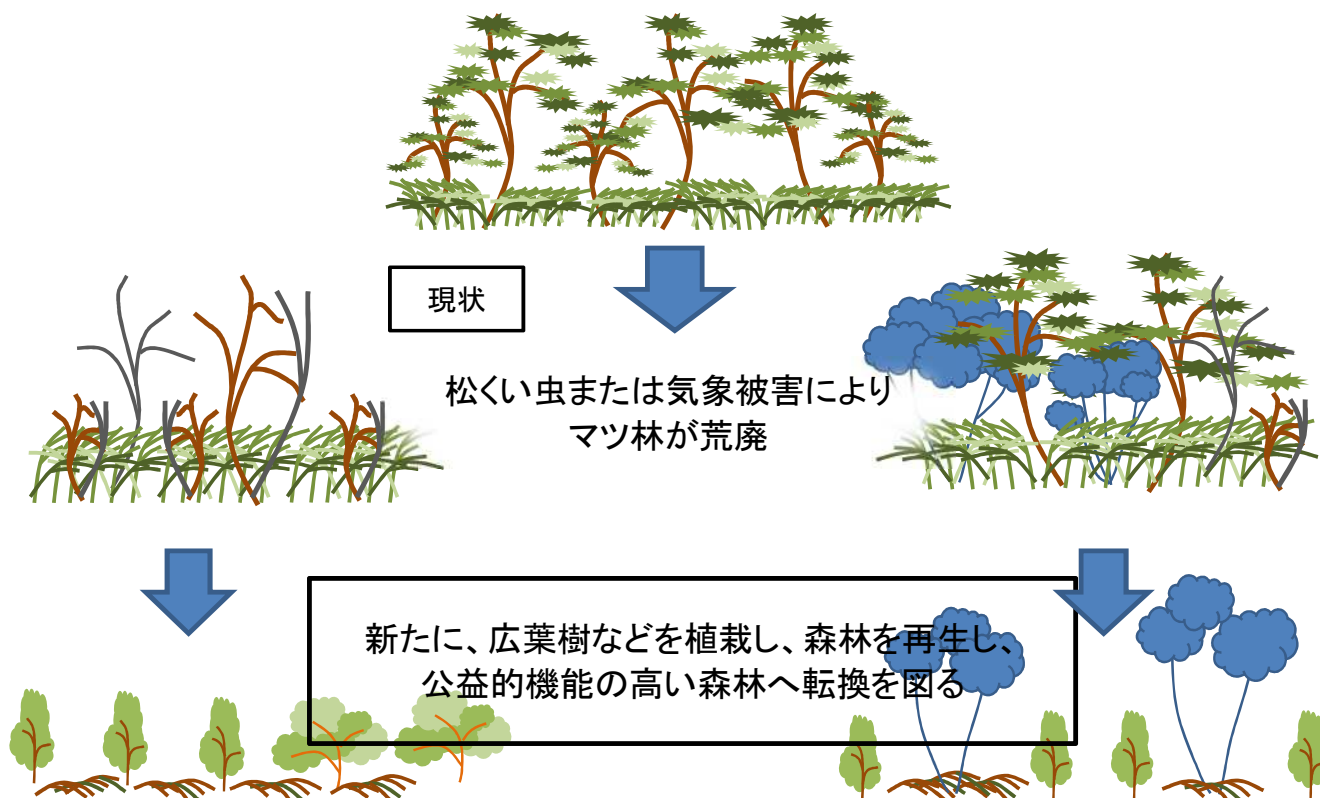 現状
松くい虫または気象被害により
マツ林が荒廃
新たに、広葉樹などを植栽し、森林を再生し、
公益的機能の高い森林へ転換を図る